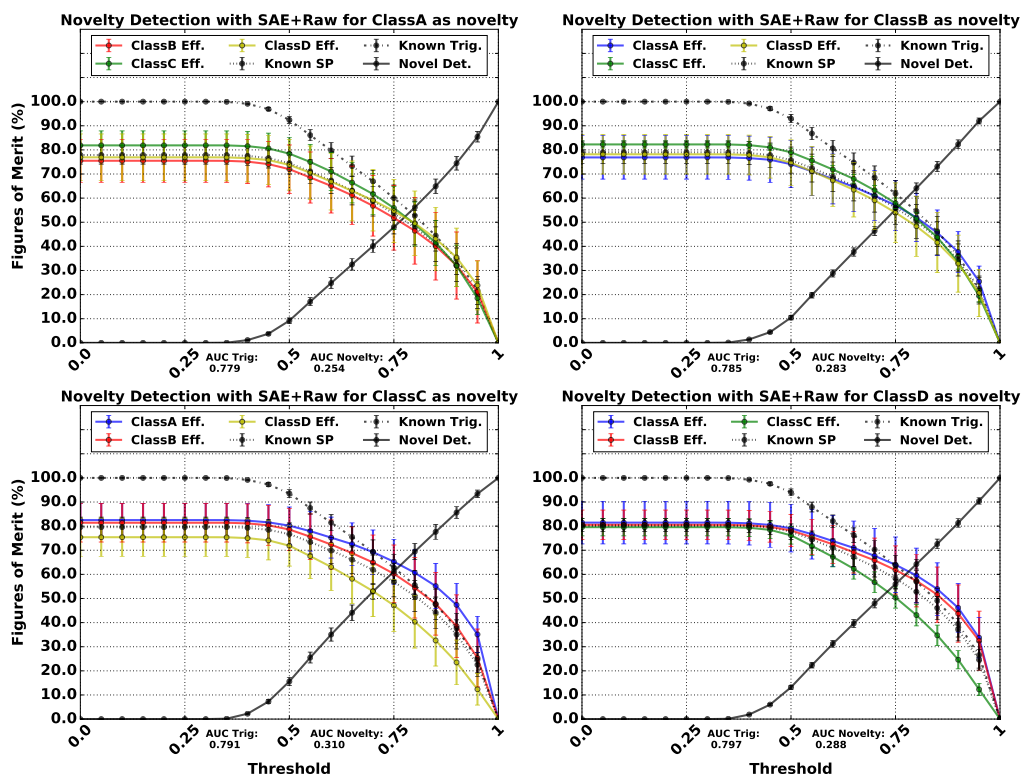 Novelty Detection with SAE+Raw for ClassA as novelty
ClassB Eff. ClassD Eff. Known Trig.
ClassC Eff. Known SP Novel Det.
Figures of Merit (%)
100.0
90.0
80.0
70.0
60.0
50.0
40.0
30.0
20.0
10.0
0.0
0.0 0.25 0.5 0.75 1
AUC Trig: AUC Novelty:
0.779 0.254
Novelty Detection with SAE+Raw for ClassB as novelty
ClassA Eff. ClassD Eff. Known Trig.
ClassC Eff. Known SP Novel Det.
100.0
90.0
80.0
70.0
60.0
50.0
40.0
30.0
20.0
10.0
0.0
0.0 0.25 0.5 0.75 1
AUC Trig: AUC Novelty:
0.785 0.283
Novelty Detection with SAE+Raw for ClassC as novelty
ClassA Eff. ClassD Eff. Known Trig.
ClassB Eff. Known SP Novel Det.
Figures of Merit (%)
100.0
90.0
80.0
70.0
60.0
50.0
40.0
30.0
20.0
10.0
0.0
0.0 0.25 0.5 0.75 1
AUC Trig: AUC Novelty:
0.791 0.310
Threshold
Novelty Detection with SAE+Raw for ClassD as novelty
ClassA Eff. ClassC Eff. Known Trig.
ClassB Eff. Known SP Novel Det.
100.0
90.0
80.0
70.0
60.0
50.0
40.0
30.0
20.0
10.0
0.0
0.0 0.25 0.5 0.75 1
AUC Trig: AUC Novelty:
0.797 0.288
Threshold